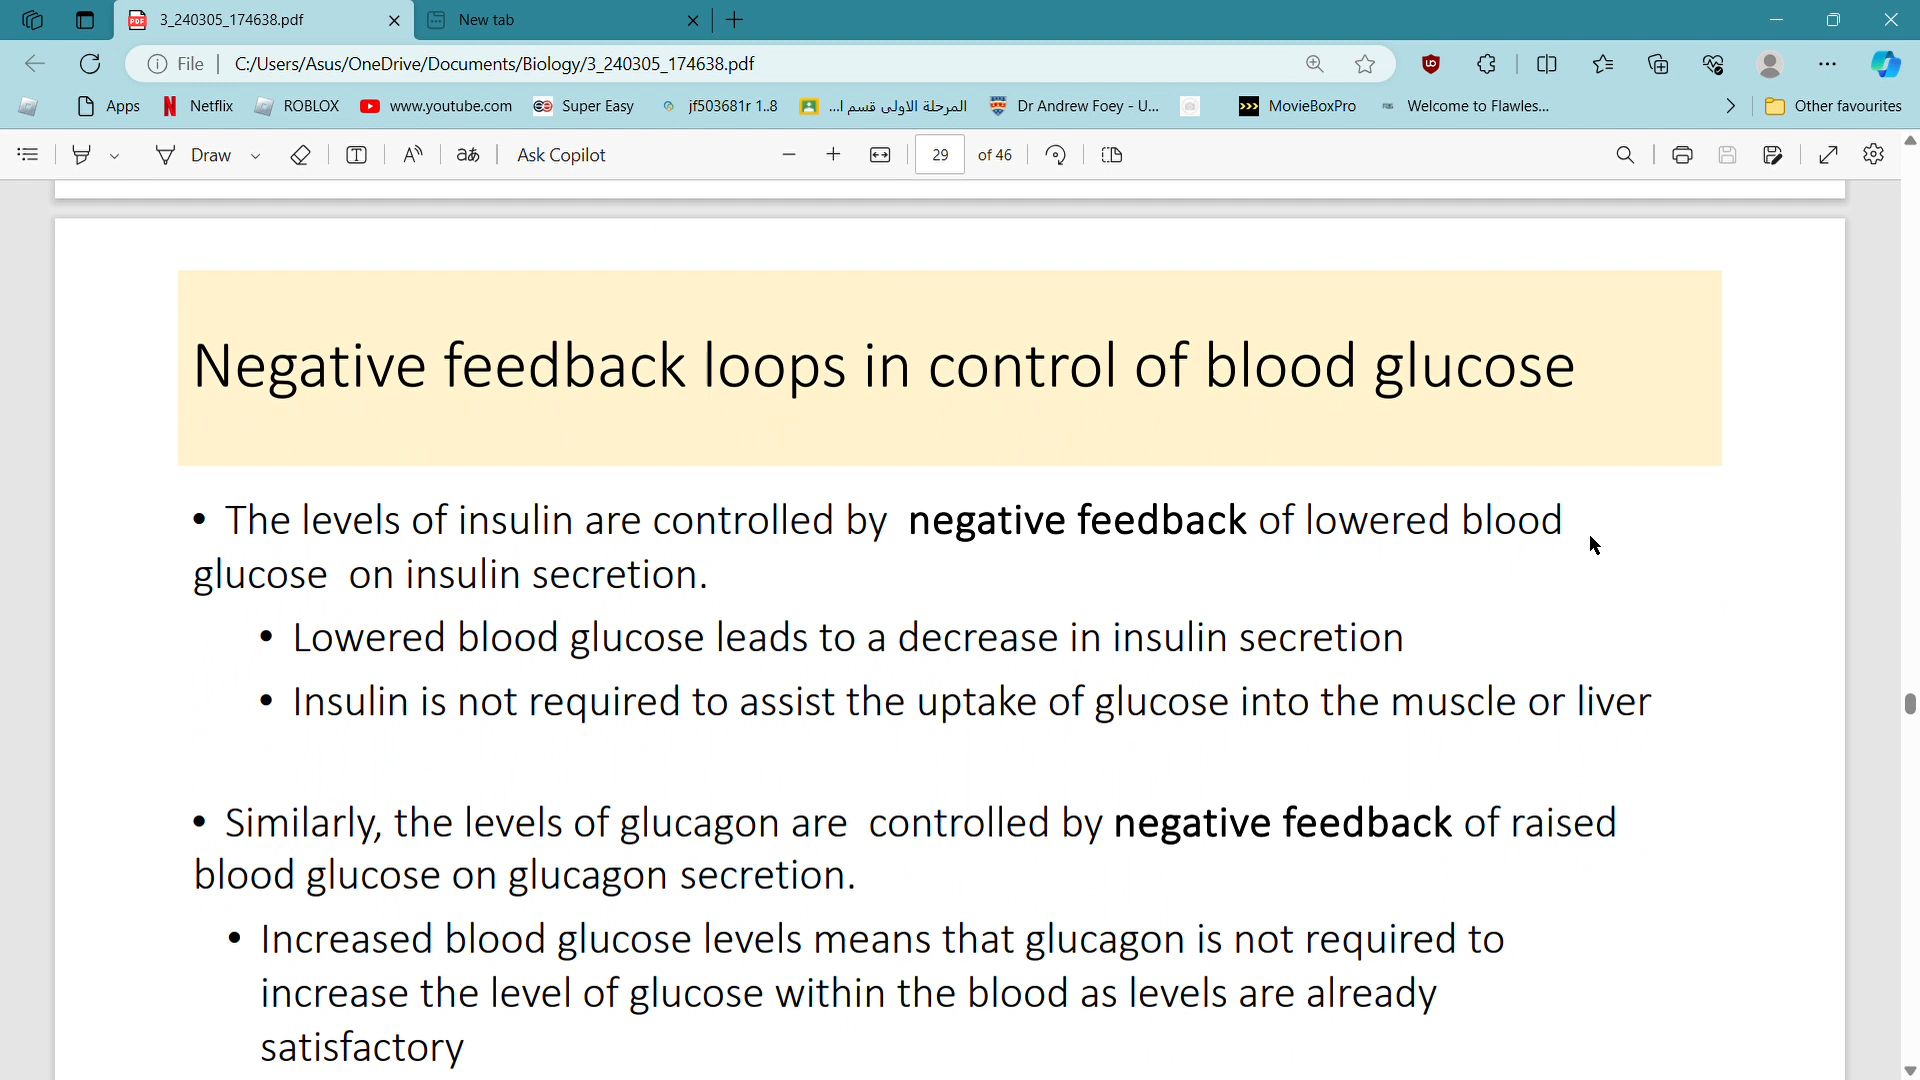 3_240305_174638.pdf
New tab
File
C:/Users/Asus/OneDrive/Documents/Biology/3_240305_174638.pdf
Apps
Netflix
ROBLOX
www.youtube.com
Super Easy
jf503681r 1..8
المرحلة الاولى قسم ا...
Dr Andrew Foey - U...
MovieBoxPro
Welcome to Flawles...
Other favourites
Draw
Ask Copilot
29
of 46
Negative feedback loops in control of blood glucose
• The levels of insulin are controlled by negative feedback of lowered blood
glucose on insulin secretion.
• Lowered blood glucose leads to a decrease in insulin secretion
• Insulin is not required to assist the uptake of glucose into the muscle or liver
• Similarly, the levels of glucagon are controlled by negative feedback of raised
blood glucose on glucagon secretion.
• Increased blood glucose levels means that glucagon is not required to
increase the level of glucose within the blood as levels are already
satisfactory